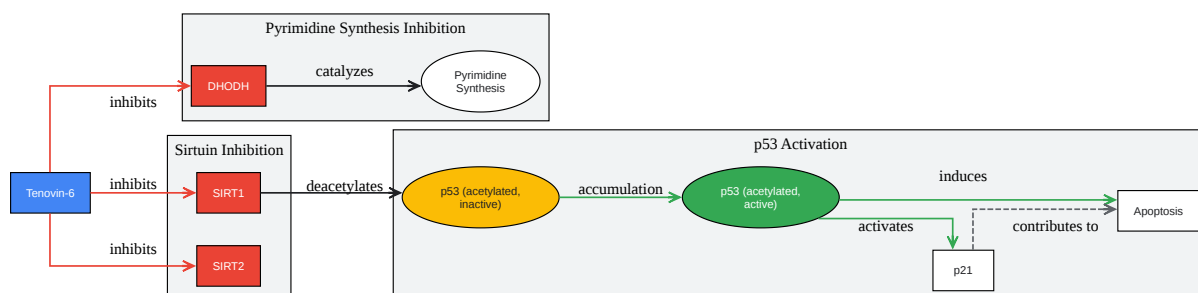 Pyrimidine Synthesis Inhibition
DHODH
catalyzes
Pyrimidine
Synthesis
inhibits
Sirtuin Inhibition
p53 Activation
Tenovin-6
inhibits
SIRT1
deacetylates
p53 (acetylated,
inactive)
accumulation
p53 (acetylated,
active)
induces
Apoptosis
activates
contributes to
inhibits
SIRT2
p21